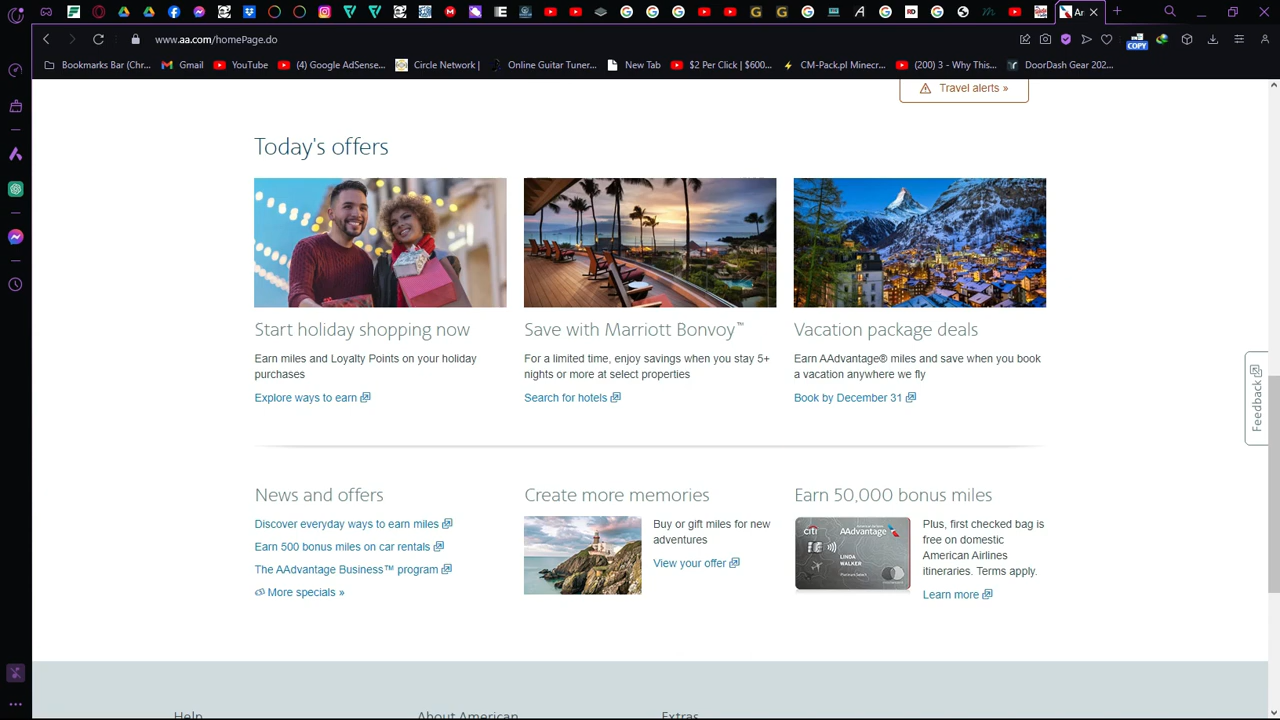 www.aa.com/homePage.do
COPY
Bookmarks Bar (Chr... Gmail YouTube (4) Google AdSense... Circle Network | Online Guitar Tuner... New Tab $2 Per Click | $600... CM-Pack.pl Minecr... (200) 3 - Why This... DoorDash Gear 202...
Travel alerts »
Today's offers
Start holiday shopping now
Earn miles and Loyalty Points on your holiday
purchases
Explore ways to earn
Save with Marriott Bonvoy™
For a limited time, enjoy savings when you stay 5+
nights or more at select properties
Search for hotels
Vacation package deals
Earn AAdvantage® miles and save when you book
a vacation anywhere we fly
Book by December 31
Feedback
News and offers
Discover everyday ways to earn miles
Earn 500 bonus miles on car rentals
The AAdvantage Business™ program
More specials »
Create more memories
Buy or gift miles for new
adventures
View your offer
Earn 50,000 bonus miles
citi AAdvantage
LINDA
WALKER
Plus, first checked bag is
free on domestic
American Airlines
itineraries. Terms apply.
Learn more
Help About American Extras